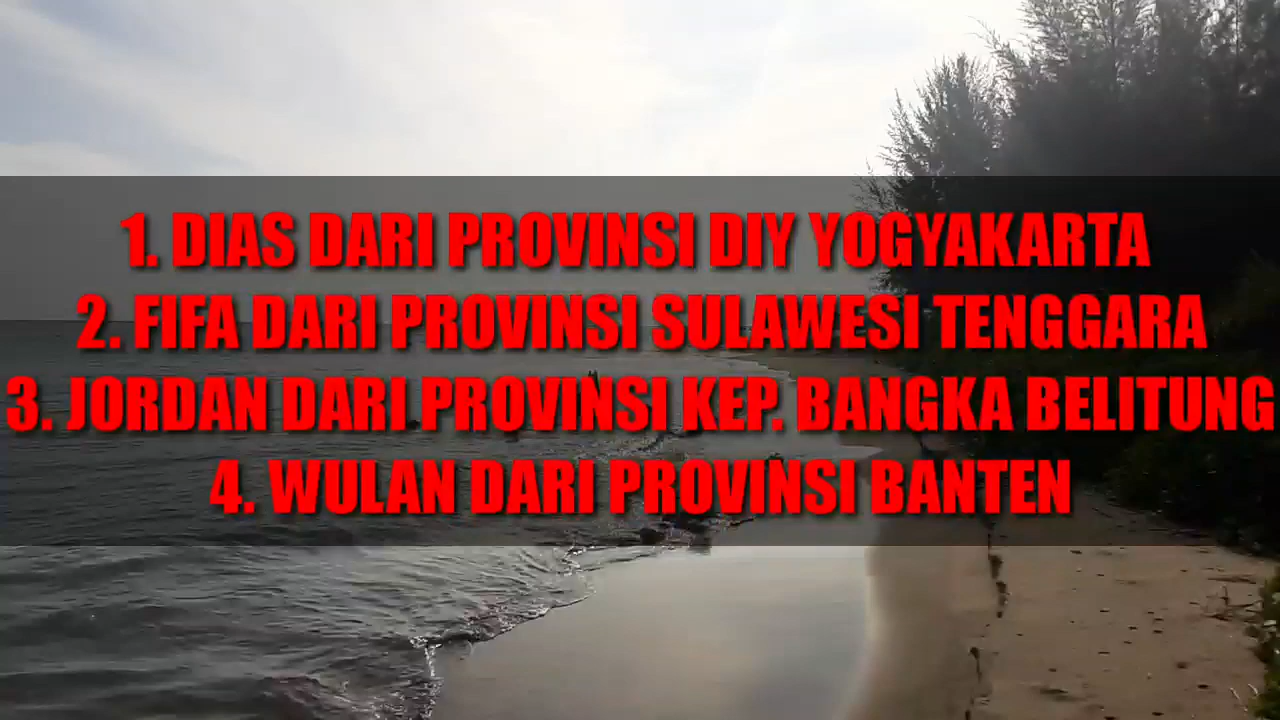 1. DIAS DARI PROVINSI DIY YOGYAKARTA
2. FIFA DARI PROVINSI SULAWESI TENGGARA
3. JORDAN DARI PROVINSI KEP. BANGKA BELITUNG
4. WULAN DARI PROVINSI BANTEN